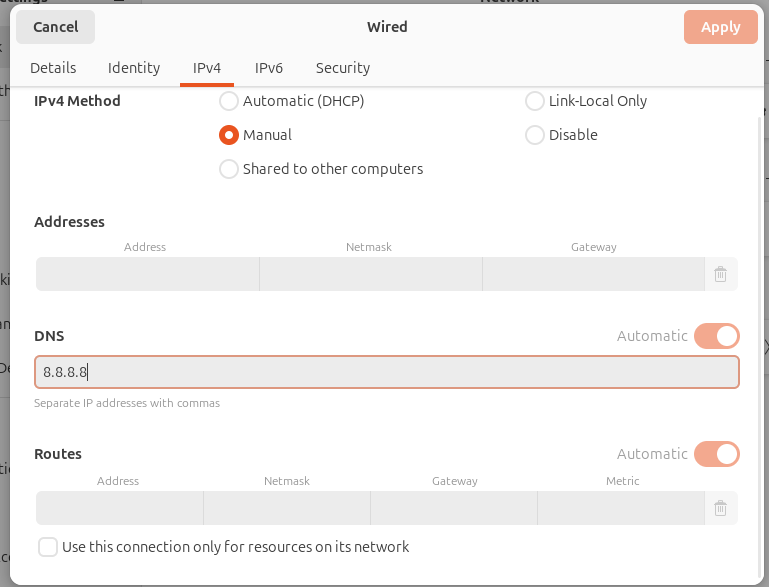 Network
Cancel
Wired
Apply
Details
Identity
IPv4
IPv6
Security
IPv4 Method
Automatic (DHCP)
Link-Local Only
Manual
Disable
Shared to other computers
Addresses
Address
Netmask
Gateway
DNS
Automatic
8.8.8.8
Separate IP addresses with commas
Routes
Automatic
Address
Netmask
Gateway
Metric
Use this connection only for resources on its network